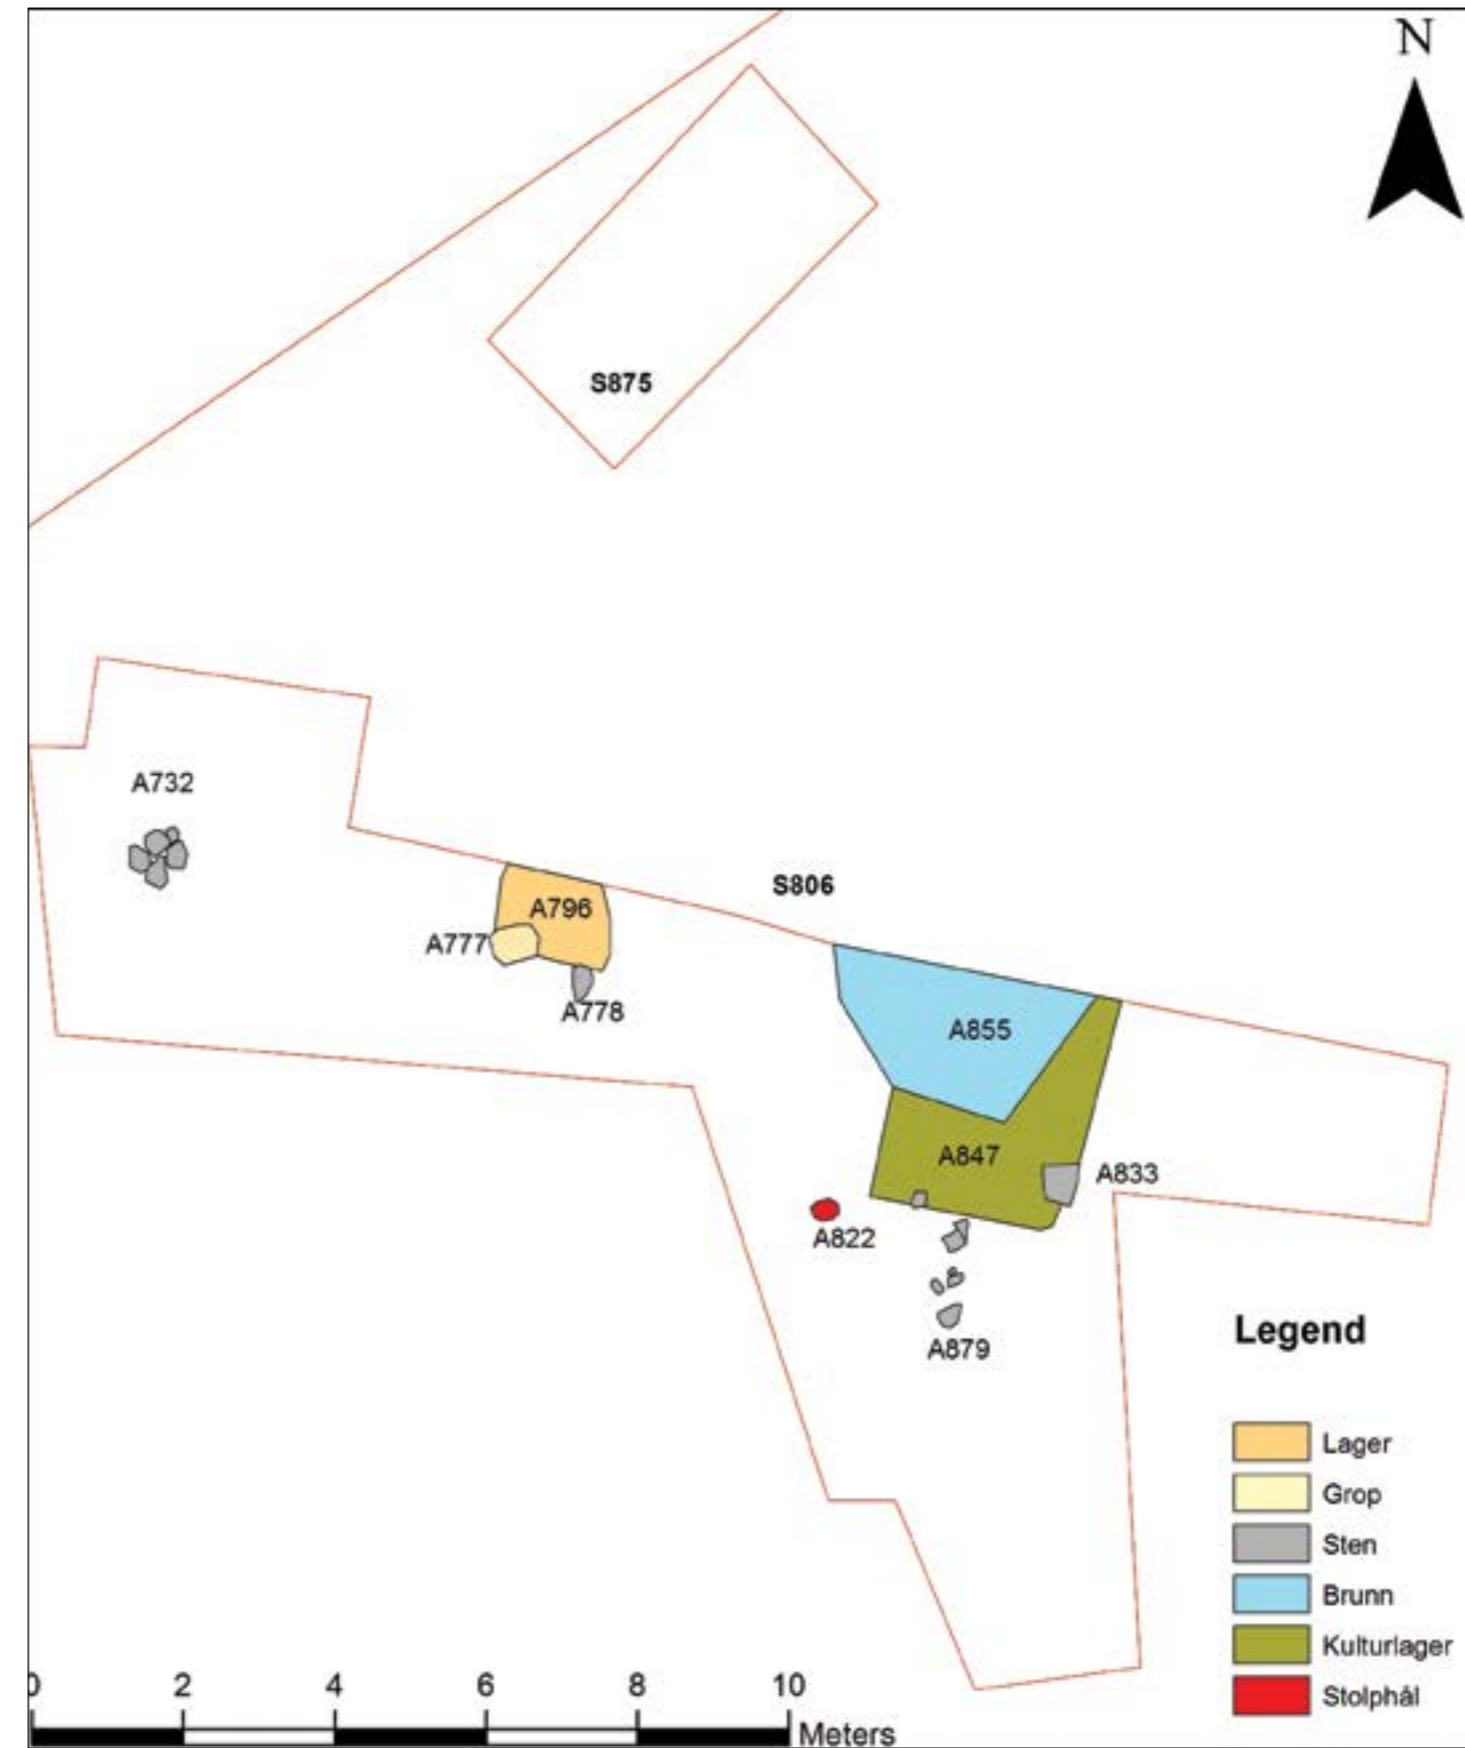 N
S875
A732
S806
A796
A777
A778
A855
A847
A833
A822
A879
Legend
Lager
Grop
Sten
Brunn
Kulturlager
Stolphål
0 2 4 6 8 10
Meters